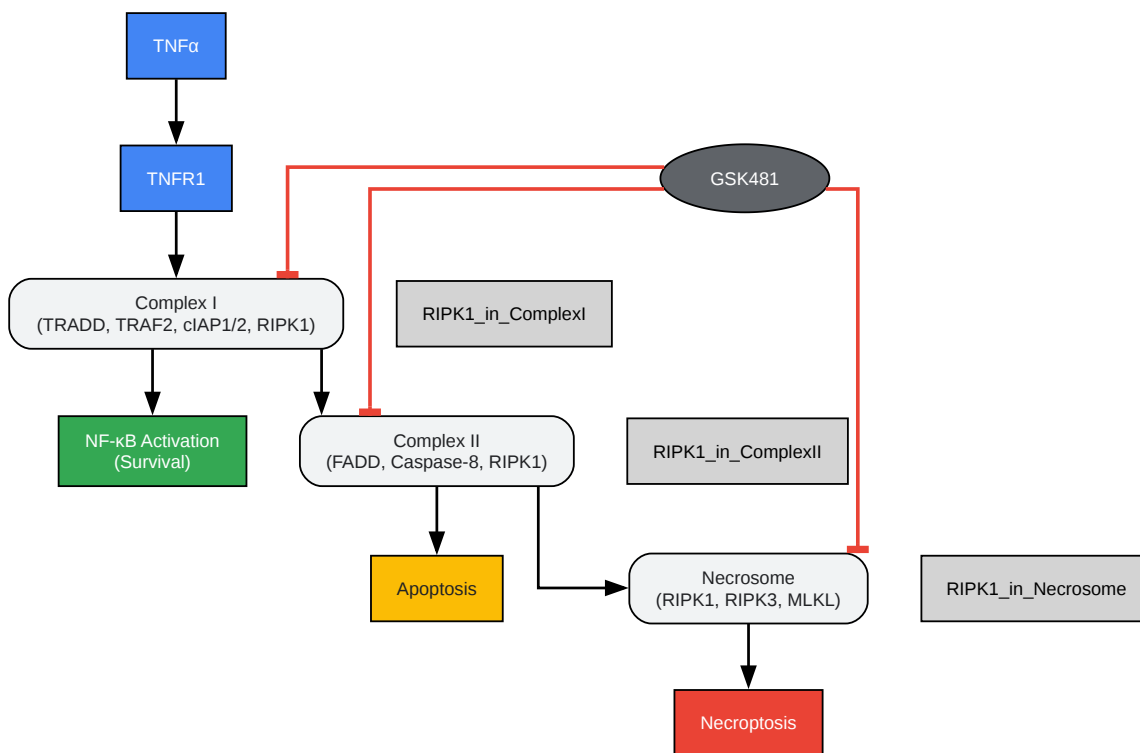 TNFα
TNFR1
GSK481
Complex I
(TRADD, TRAF2, cIAP1/2, RIPK1)
RIPK1_in_ComplexI
NF-κB Activation
(Survival)
Complex II
(FADD, Caspase-8, RIPK1)
RIPK1_in_ComplexII
Apoptosis
Necrosome
(RIPK1, RIPK3, MLKL)
RIPK1_in_Necrosome
Necroptosis